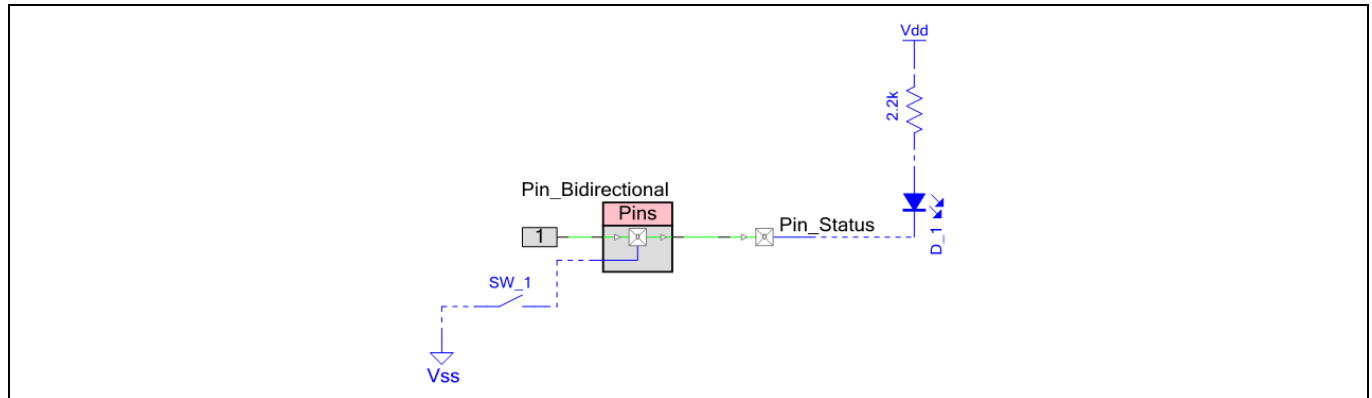 Vdd
2.2k
Pin_Bidirectional
Pins
1
Pin_Status
D_1
SW_1
Vss